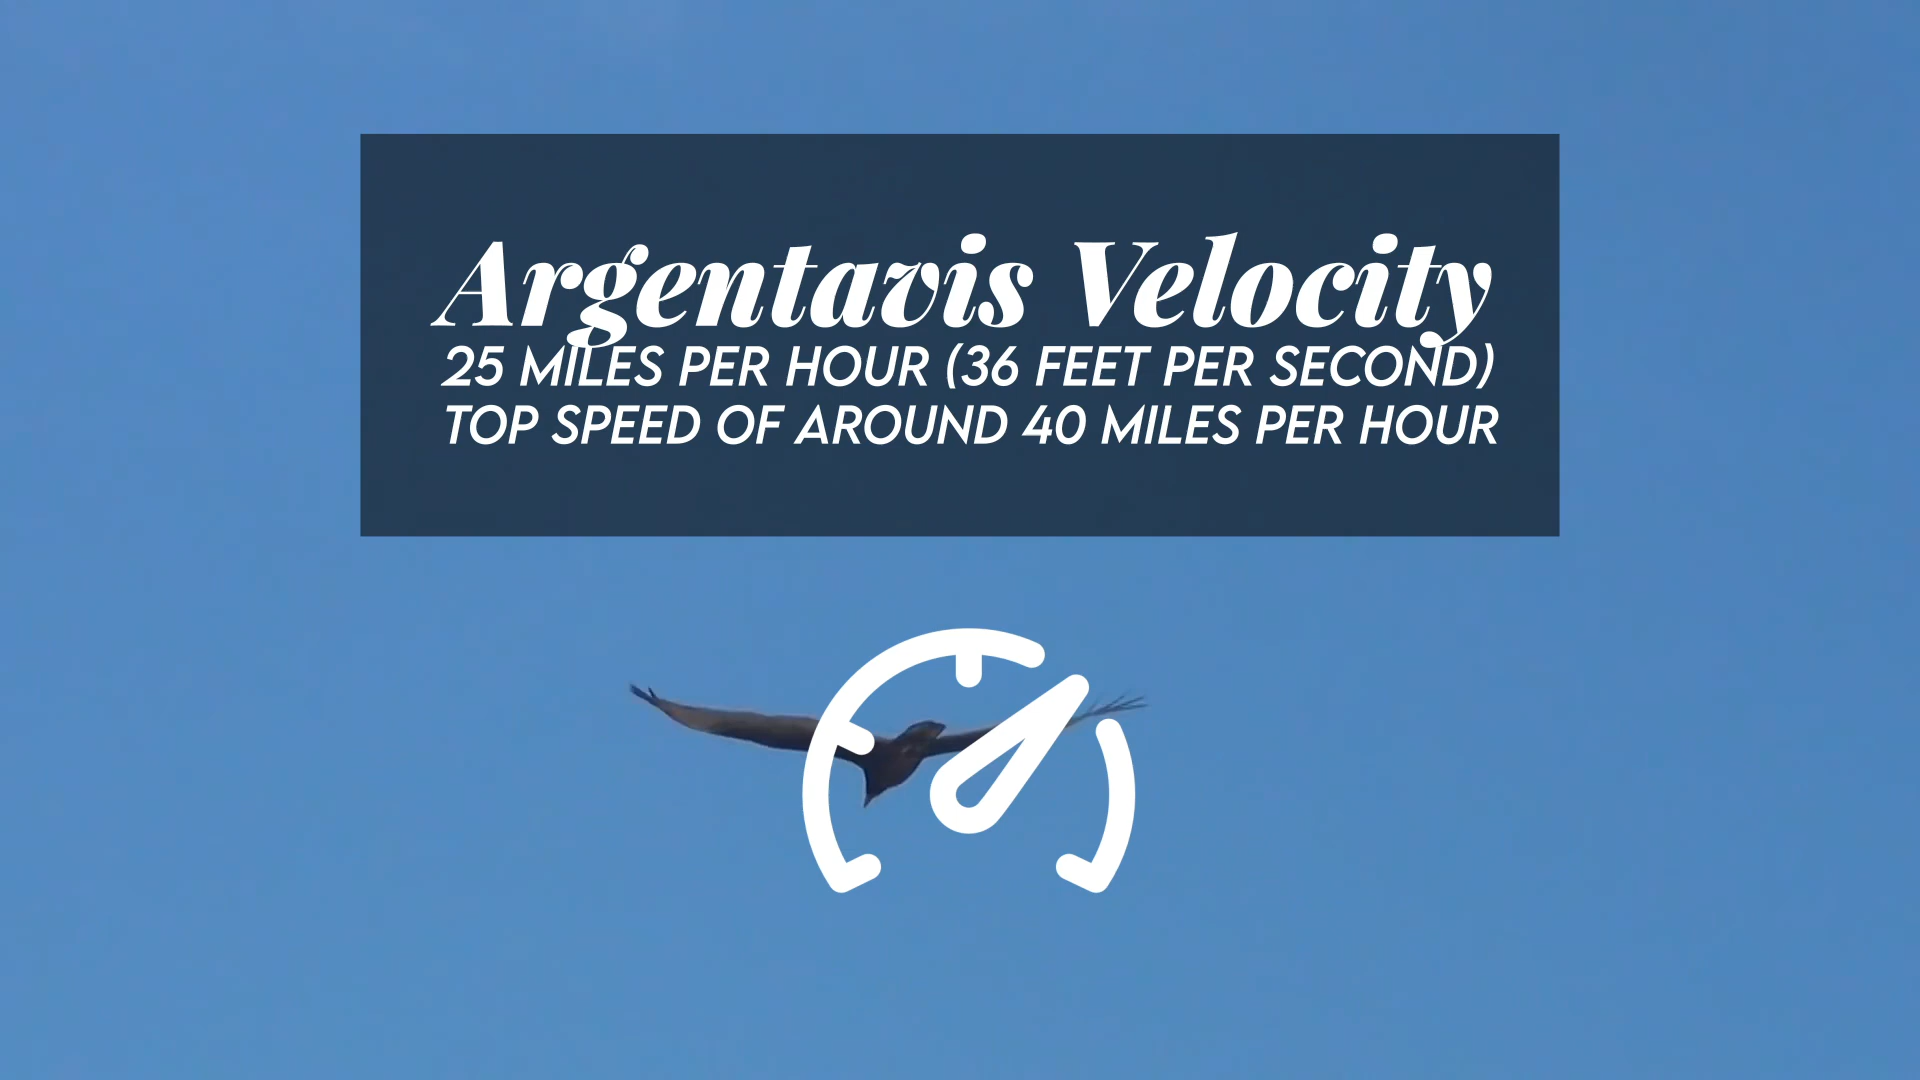 Argentavis Velocity
25 MILES PER HOUR (36 FEET PER SECOND)
TOP SPEED OF AROUND 40 MILES PER HOUR